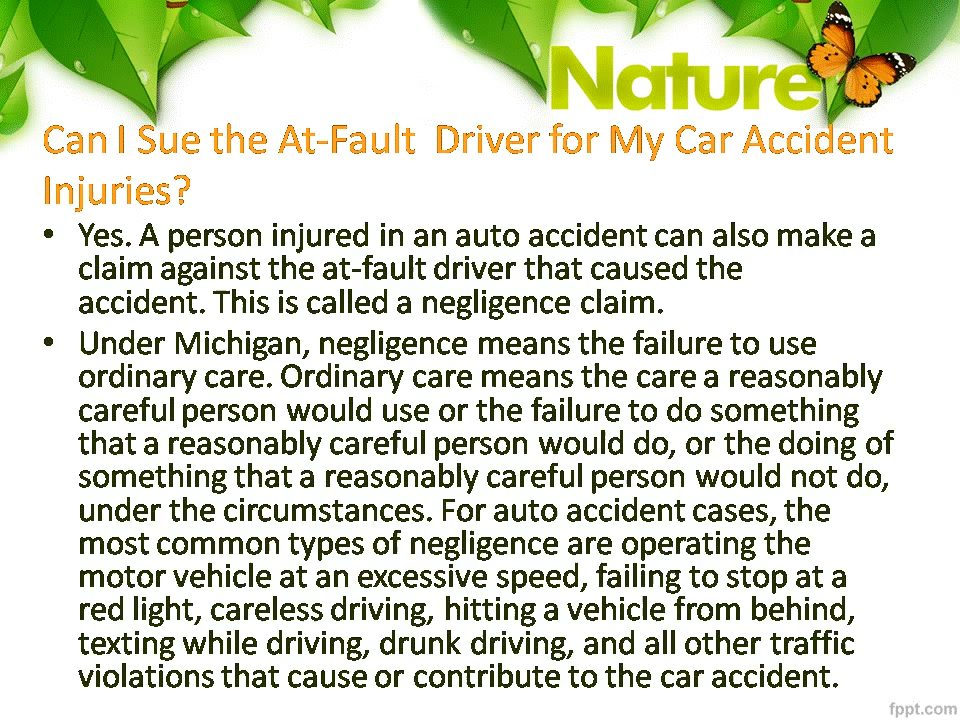 Nature
Can I Sue the At-Fault  Driver for My Car Accident
Injuries?
• Yes. A person injured in an auto accident can also make a
claim against the at-fault driver that caused the
accident. This is called a negligence claim.
• Under Michigan, negligence means the failure to use
ordinary care. Ordinary care means the care a reasonably
careful person would use or the failure to do something
that a reasonably careful person would do, or the doing of
something that a reasonably careful person would not do,
under the circumstances. For auto accident cases, the
most common types of negligence are operating the
motor vehicle at an excessive speed, failing to stop at a
red light, careless driving, hitting a vehicle from behind,
texting while driving, drunk driving, and all other traffic
violations that cause or contribute to the car accident.
fppt.com